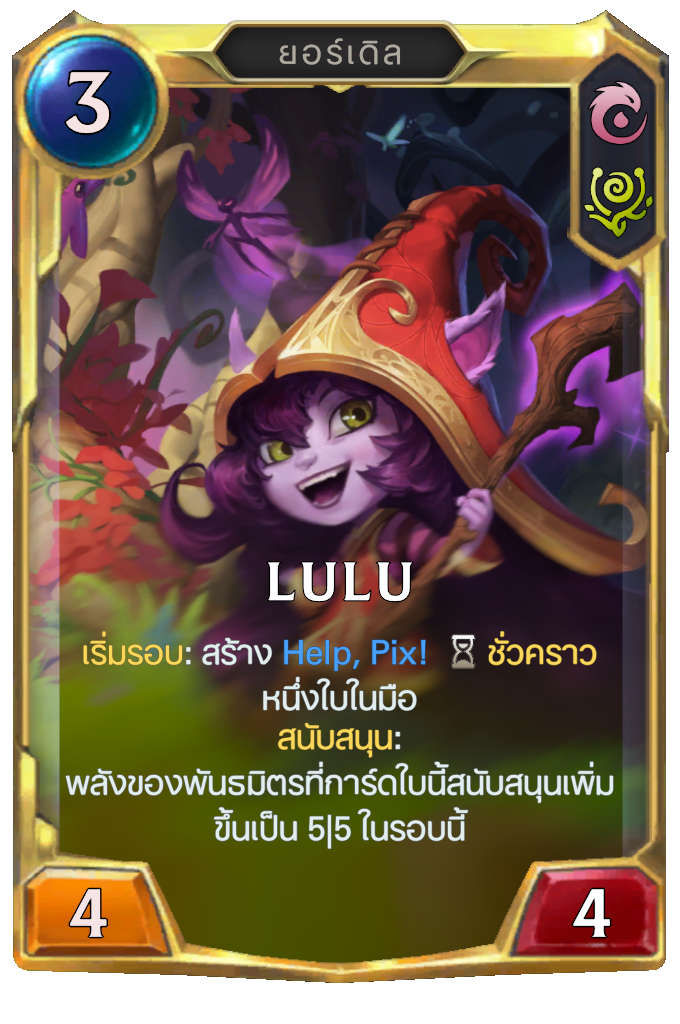 ยอร์เดิล
3
LULU
เริ่มรอบ: สร้าง Help, Pix! ชั่วคราว
หนึ่งใบในมือ
สนับสนุน:
พลังของพันธมิตรที่การ์ดใบนี้สนับสนุนเพิ่ม
ขึ้นเป็น 5|5 ในรอบนี้
4
4